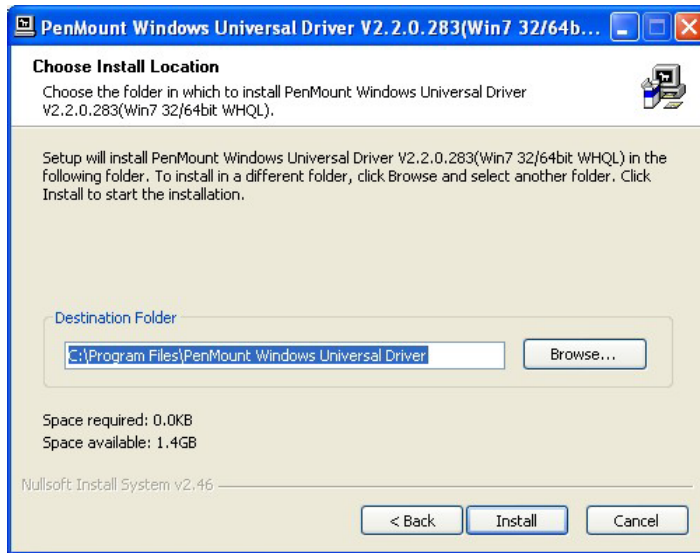 PenMount Windows Universal Driver V2.2.0.283(Win7 32/64b...
Choose Install Location
Choose the folder in which to install PenMount Windows Universal Driver
V2.2.0.283(Win7 32/64bit WHQL).
Setup will install PenMount Windows Universal Driver V2.2.0.283(Win7 32/64bit WHQL) in the
following folder. To install in a different folder, click Browse and select another folder. Click
Install to start the installation.
Destination Folder
C:\Program Files\PenMount Windows Universal Driver
Browse...
Space required: 0.0KB
Space available: 1.4GB
Nullsoft Install System v2.46
< Back
Install
Cancel